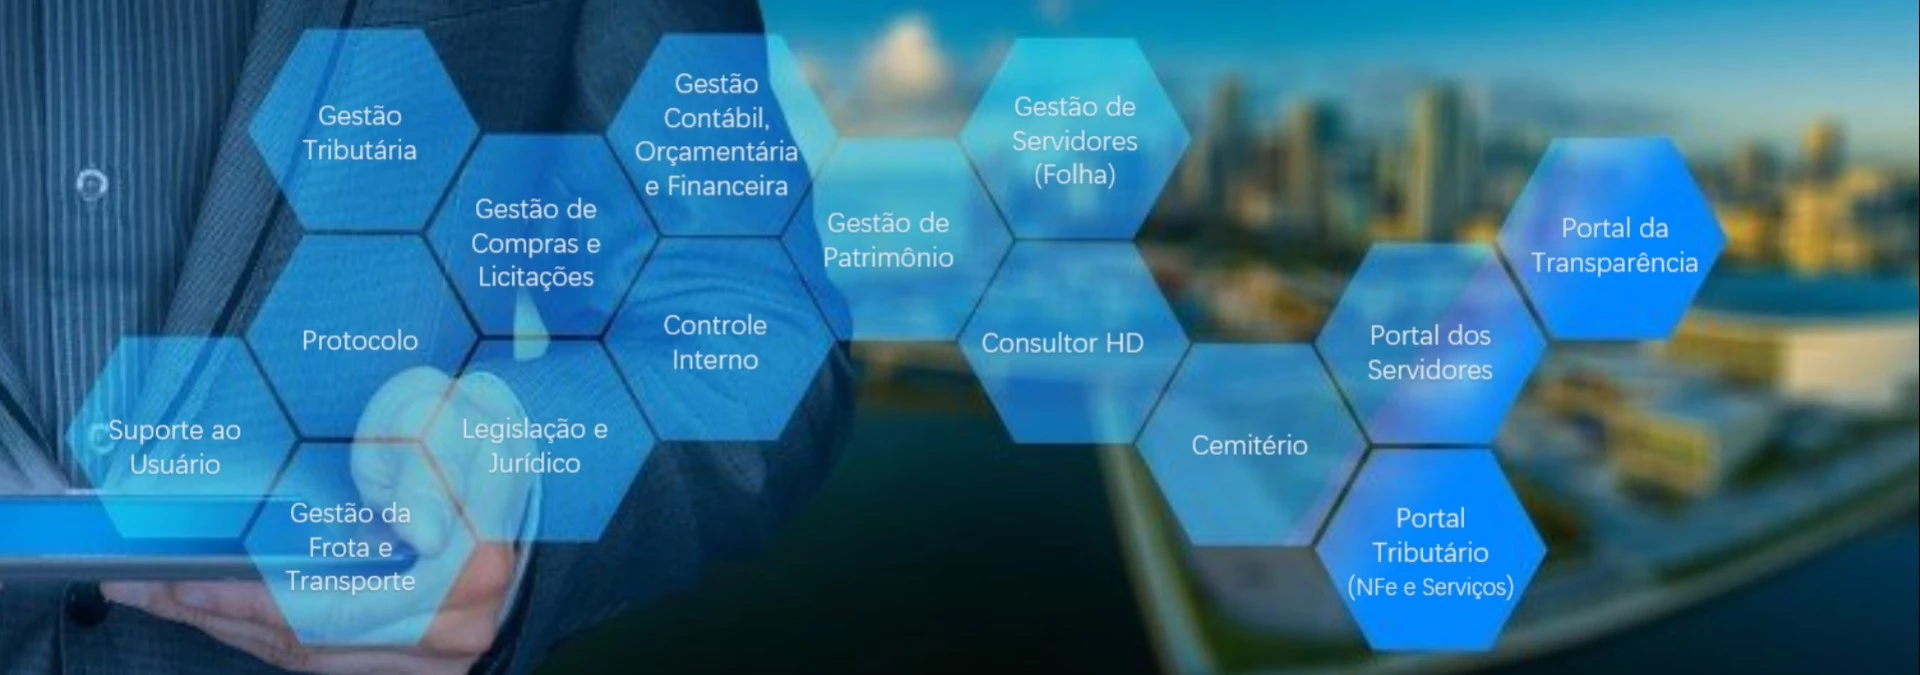 Gestão
Tributária
Gestão de
Compras e
Licitações
Gestão
Contábil,
Orçamentária
e Financeira
Gestão de
Patrimônio
Gestão de
Servidores
(Folha)
Portal da
Transparência
Protocolo
Controle
Interno
Consultor HD
Portal dos
Servidores
Suporte ao
Usuário
Legislação e
Jurídico
Cemitério
Gestão da
Frota e
Transporte
Portal
Tributário
(NFe e Serviços)